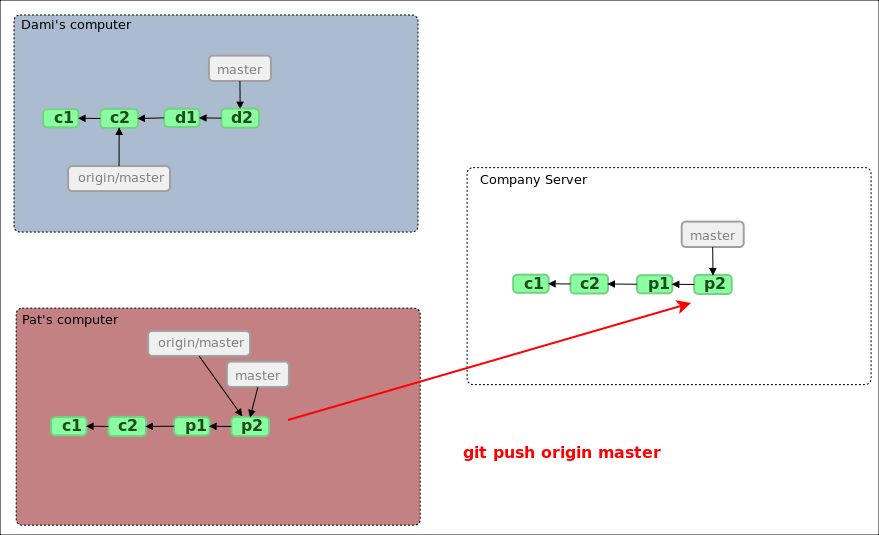 Dami's computer
master
c1 c2 d1 d2
origin/master
Company Server
master
c1 c2 p1 p2
Pat's computer
origin/master
master
c1 c2 p1 p2
git push origin master